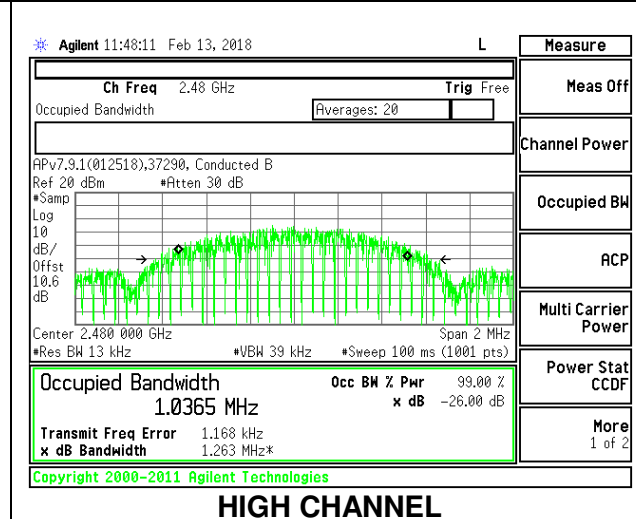 Agilent 11:48:11 Feb 13, 2018 L
Measure
Ch Freq 2.48 GHz Trig Free
Meas Off
Occupied Bandwidth Averages: 20
Channel Power
APv7.9.1(012518),37290, Conducted B
Ref 20 dBm #Atten 30 dB
Occupied BW
#Samp
Log
10
dB/
Offst
10.6
dB
ACP
Multi Carrier
Power
Center 2.480 000 GHz Span 2 MHz
#Res BW 13 kHz #VBW 39 kHz #Sweep 100 ms (1001 pts)
Power Stat
CCDF
Occupied Bandwidth Occ BW % Pwr 99.00 %
1.0365 MHz x dB -26.00 dB
Transmit Freq Error 1.168 kHz
x dB Bandwidth 1.263 MHz*
More
1 of 2
Copyright 2000-2011 Agilent Technologies
HIGH CHANNEL